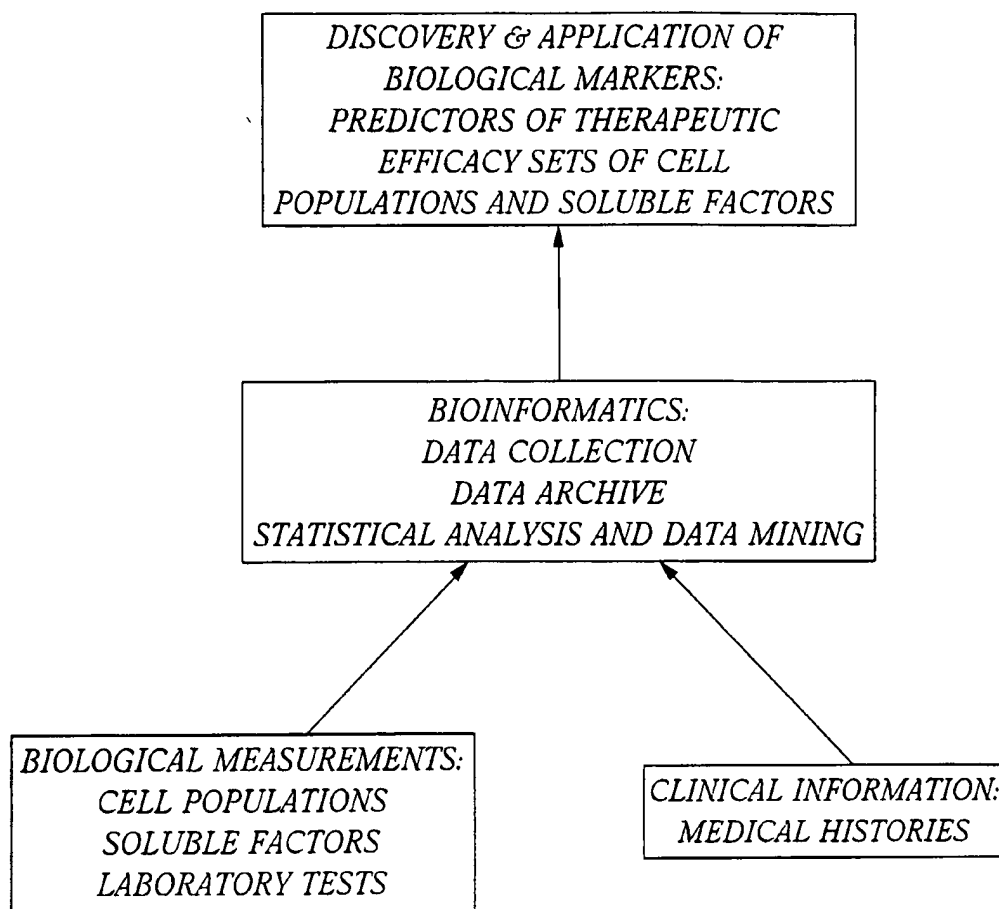 DISCOVERY & APPLICATION OF
BIOLOGICAL MARKERS:
PREDICTORS OF THERAPEUTIC
EFFICACY SETS OF CELL
POPULATIONS AND SOLUBLE FACTORS
BIOINFORMATICS:
DATA COLLECTION
DATA ARCHIVE
STATISTICAL ANALYSIS AND DATA MINING
BIOLOGICAL MEASUREMENTS:
CELL POPULATIONS
SOLUBLE FACTORS
LABORATORY TESTS
CLINICAL INFORMATION:
MEDICAL HISTORIES